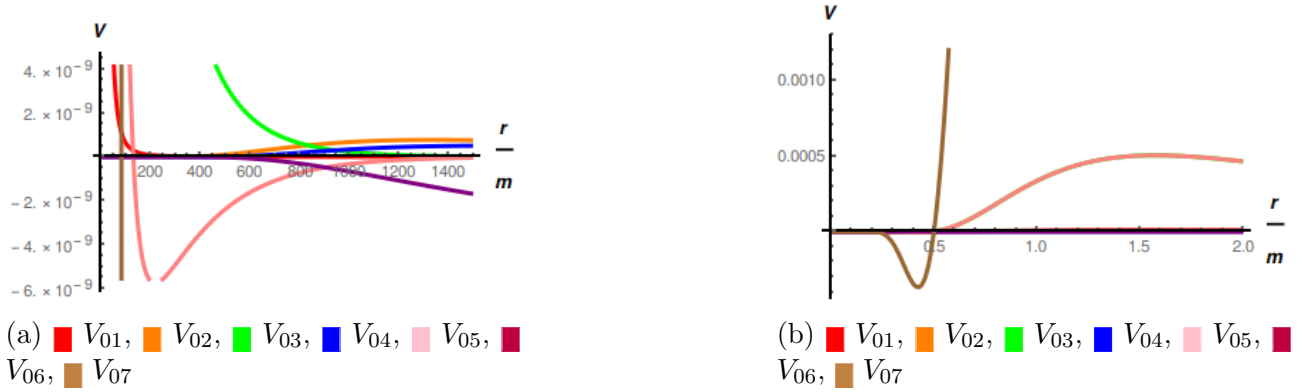 V
4. × 10⁻⁹
2. × 10⁻⁹
− 2. × 10⁻⁹
− 4. × 10⁻⁹
− 6. × 10⁻⁹
200 400 600 800 1000 1200 1400
r
m
(a) V₀₁, V₀₂, V₀₃, V₀₄, V₀₅,
V₀₆, V₀₇
V
0.0010
0.0005
0.5 1.0 1.5 2.0
r
m
(b) V₀₁, V₀₂, V₀₃, V₀₄, V₀₅,
V₀₆, V₀₇